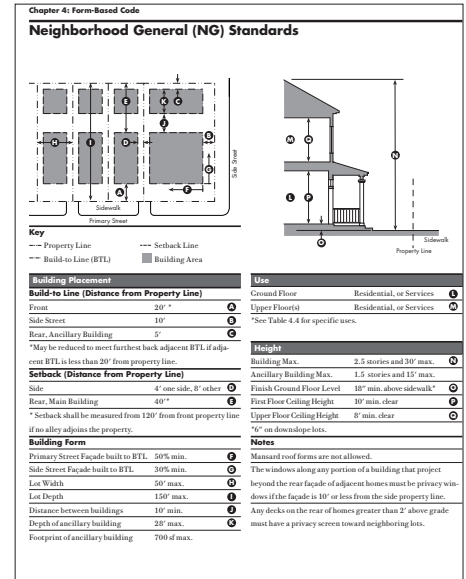 Chapter 4: Form-Based Code
Neighborhood General (NG) Standards
K
C
E
J
H
I
D
B
G
F
A
Side Street
Sidewalk
Primary Street
M
Q
N
L
P
O
Sidewalk
Property Line
Key
Property Line
Setback Line
Build-to Line (BTL)
Building Area
Building Placement
Build-to Line (Distance from Property Line)
Front 20' * A
Side Street 10' B
Rear, Ancillary Building 5' C
*May be reduced to meet furthest back adjacent BTL if adja-
cent BTL is less than 20' from property line.
Setback (Distance from Property Line)
Side 4' one side, 8' other D
Rear, Main Building 40'* E
* Setback shall be measured from 120' from front property line
if no alley adjoins the property.
Building Form
Primary Street Façade built to BTL 50% min. F
Side Street Façade built to BTL 30% min. G
Lot Width 50' max. H
Lot Depth 150' max. I
Distance between buildings 10' min. J
Depth of ancillary building 28' max. K
Footprint of ancillary building 700 sf max.
Use
Ground Floor Residential, or Services L
Upper Floor(s) Residential, or Services M
*See Table 4.4 for specific uses.
Height
Building Max. 2.5 stories and 30' max. N
Ancillary Building Max. 1.5 stories and 15' max.
Finish Ground Floor Level 18" min. above sidewalk* O
First Floor Ceiling Height 10' min. clear P
Upper Floor Ceiling Height 8' min. clear Q
*6" on downslope lots.
Notes
Mansard roof forms are not allowed.
The windows along any portion of a building that project
beyond the rear façade of adjacent homes must be privacy win-
dows if the façade is 10' or less from the side property line.
Any decks on the rear of homes greater than 2' above grade
must have a privacy screen toward neighboring lots.